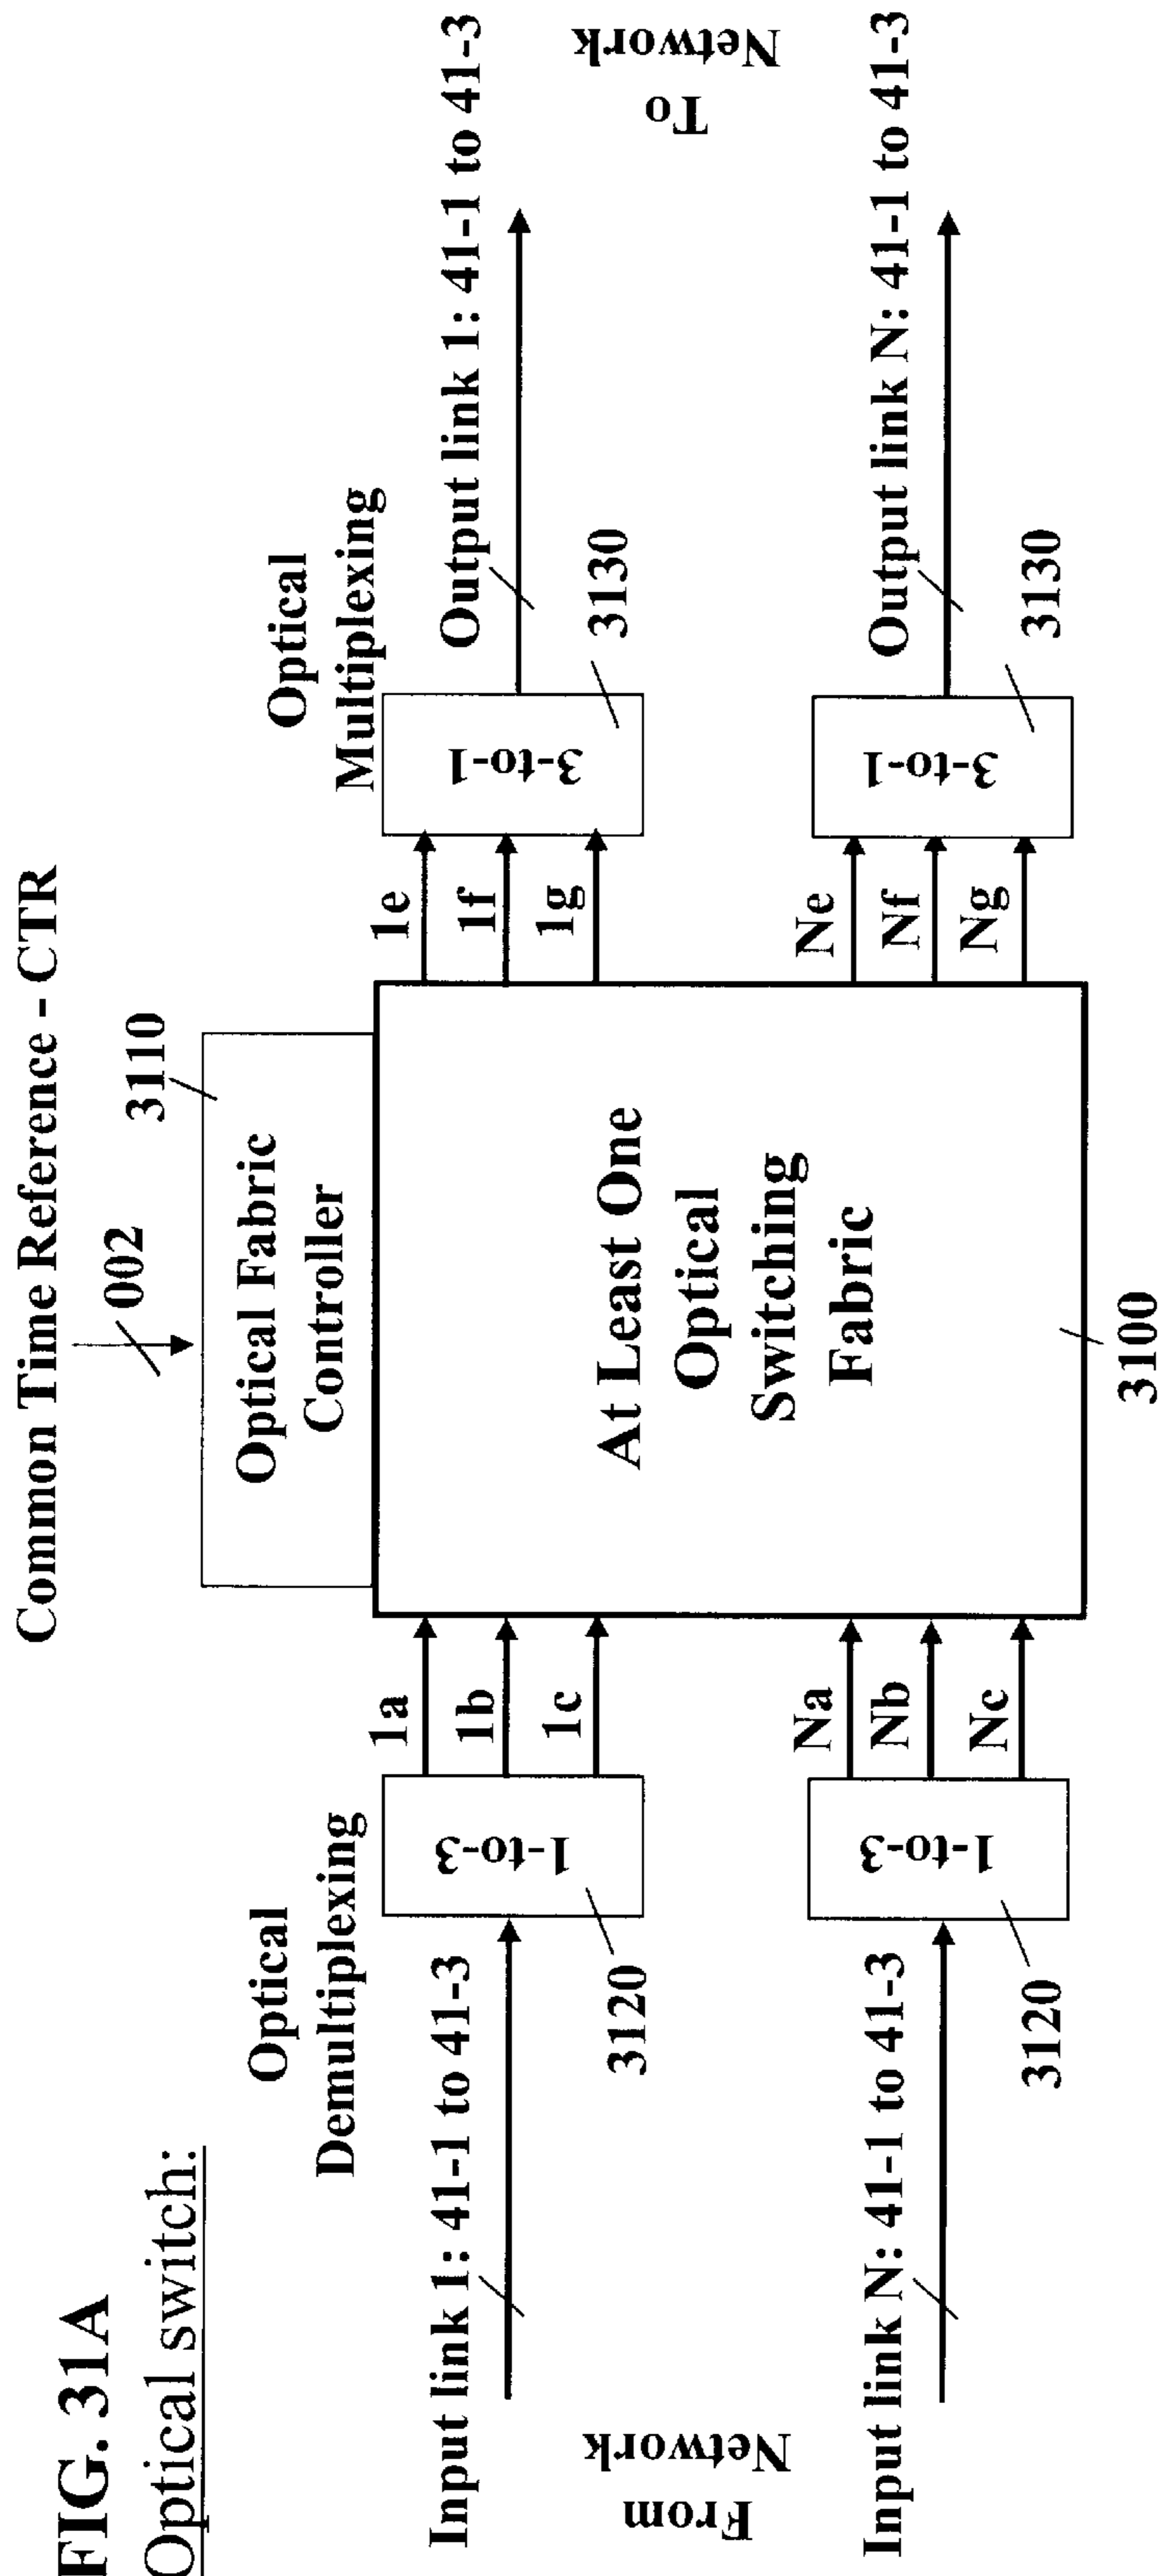 FIG. 31A
Optical switch:
Common Time Reference - CTR
002
3110
Optical Fabric
Controller
Optical
Demultiplexing
Optical
Multiplexing
Input link 1: 41-1 to 41-3
1-to-3
3120
1a
1b
1c
At Least One
Optical
Switching
Fabric
1e
1f
1g
3-to-1
3130
Output link 1: 41-1 to 41-3
From
Network
To
Network
Input link N: 41-1 to 41-3
1-to-3
3120
Na
Nb
Nc
Ne
Nf
Ng
3-to-1
3130
Output link N: 41-1 to 41-3
3100